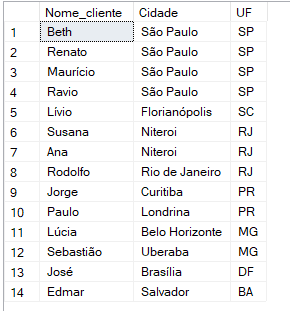 Nome_cliente Cidade UF
1 Beth São Paulo SP
2 Renato São Paulo SP
3 Maurício São Paulo SP
4 Ravio São Paulo SP
5 Lívio Florianópolis SC
6 Susana Niteroi RJ
7 Ana Niteroi RJ
8 Rodolfo Rio de Janeiro RJ
9 Jorge Curitiba PR
10 Paulo Londrina PR
11 Lúcia Belo Horizonte MG
12 Sebastião Uberaba MG
13 José Brasília DF
14 Edmar Salvador BA